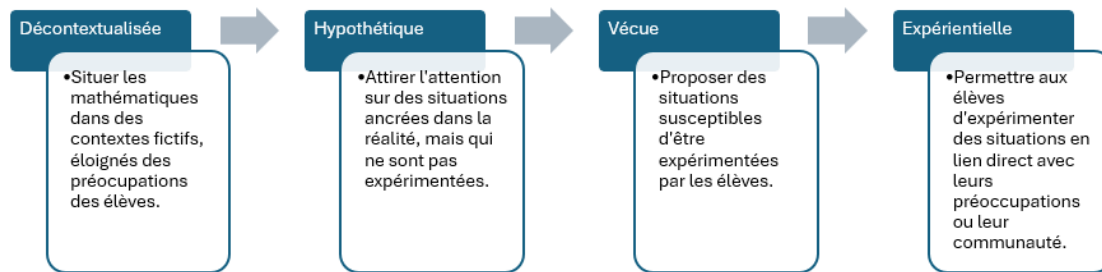 Décontextualisée
•Situer les
mathématiques
dans des
contextes fictifs,
éloignés des
préocupations
des élèves.
Hypothétique
•Attirer l'attention
sur des situations
ancrées dans la
réalité, mais qui
ne sont pas
expérimentées.
Vécue
•Proposer des
situations
susceptibles
d'être
expérimentées
par les élèves.
Expérientielle
•Permettre aux
élèves
d'expérimenter
des situations en
lien direct avec
leurs
préoccupations
ou leur
communauté.